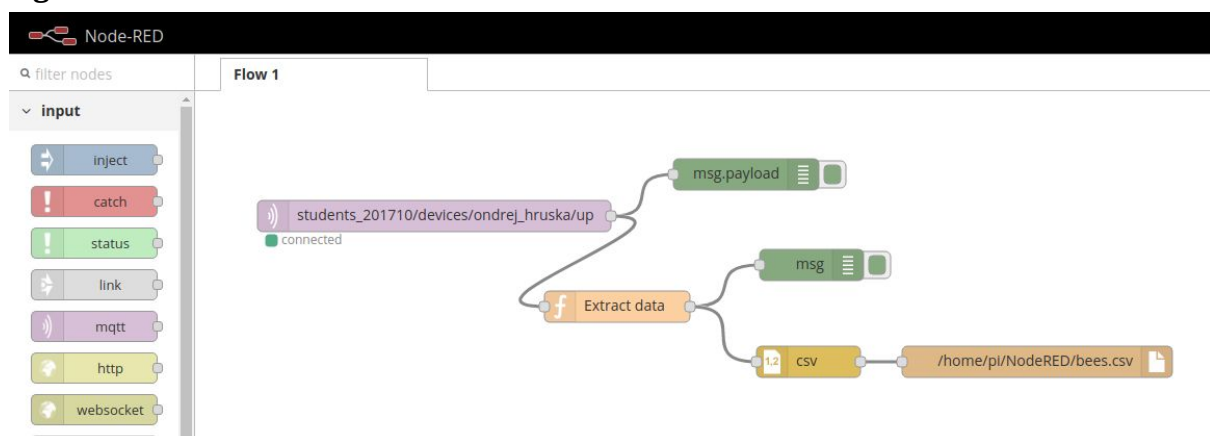 Node-RED
filter nodes
Flow 1
input
inject
catch
status
link
mqtt
http
websocket
students_201710/devices/ondrej_hruska/up
connected
msg.payload
msg
Extract data
1,2
csv
/home/pi/NodeRED/bees.csv